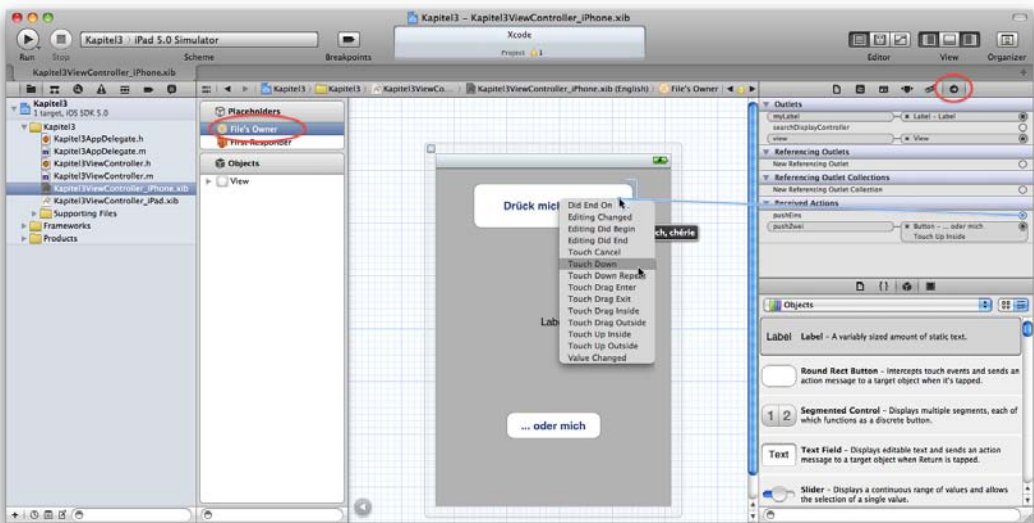 Kapitel3 – Kapitel3ViewController_iPhone.xib
Kapitel3 › iPad 5.0 Simulator
Xcode
Project 1
Run Stop Scheme Breakpoints Editor View Organizer
Kapitel3ViewController_iPhone.xib
Kapitel3 Kapitel3 Kapitel3ViewCo... Kapitel3ViewController_iPhone.xib (English) File's Owner
Kapitel3
1 target, iOS SDK 5.0
Kapitel3
Kapitel3AppDelegate.h
Kapitel3AppDelegate.m
Kapitel3ViewController.h
Kapitel3ViewController.m
Kapitel3ViewController_iPhone.xib
Kapitel3ViewController_iPad.xib
Supporting Files
Frameworks
Products
Placeholders
File's Owner
First Responder
Objects
View
Drück mich
ch, chérie
Label
... oder mich
Did End On
Editing Changed
Editing Did Begin
Editing Did End
Touch Cancel
Touch Down
Touch Down Repeat
Touch Drag Enter
Touch Drag Exit
Touch Drag Inside
Touch Drag Outside
Touch Up Inside
Touch Up Outside
Value Changed
Outlets
myLabel Label - Label
searchDisplayController
view View
Referencing Outlets
New Referencing Outlet
Referencing Outlet Collections
New Referencing Outlet Collection
Received Actions
pushEins
pushZwei Button - ... oder mich
Touch Up Inside
Objects
Label Label – A variably sized amount of static text.
Round Rect Button – Intercepts touch events and sends an
action message to a target object when it's tapped.
1 2 Segmented Control – Displays multiple segments, each of
which functions as a discrete button.
Text Text Field – Displays editable text and sends an action
message to a target object when Return is tapped.
Slider – Displays a continuous range of values and allows
the selection of a single value.